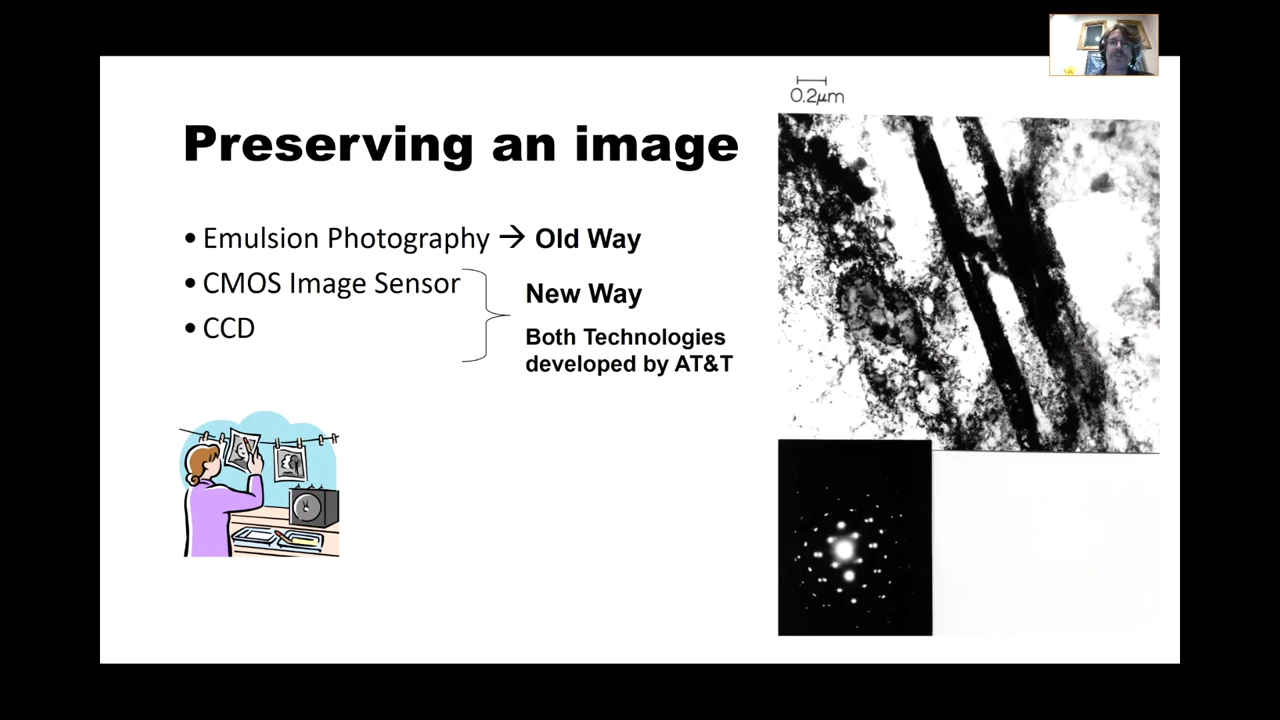 0.2μm
Preserving an image
• Emulsion Photography → Old Way
• CMOS Image Sensor
• CCD
New Way
Both Technologies
developed by AT&T